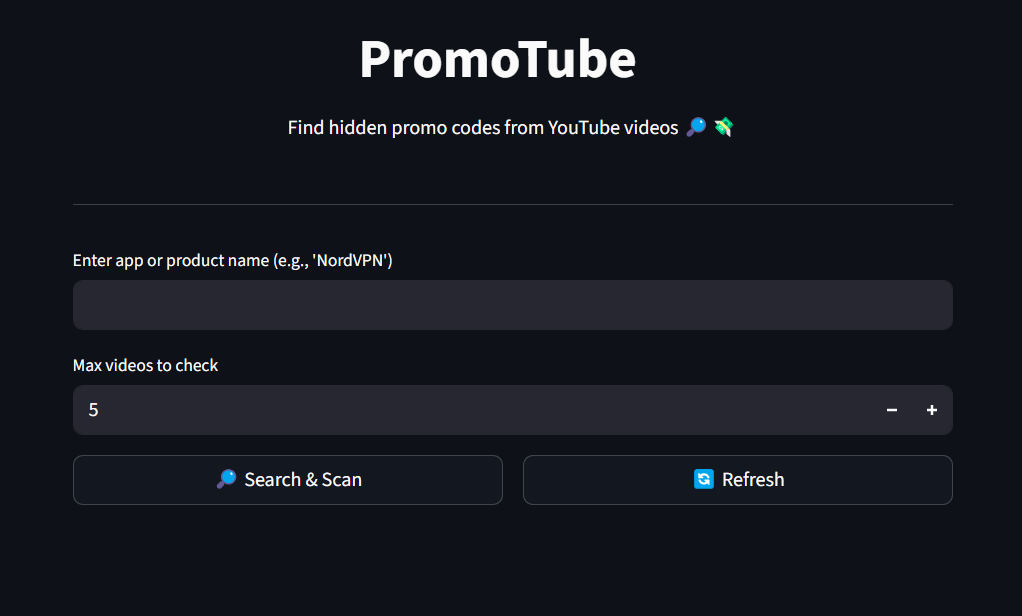 PromoTube
Find hidden promo codes from YouTube videos 🔎 💸
Enter app or product name (e.g., 'NordVPN')
Max videos to check
5 − +
🔎 Search & Scan
🔄 Refresh